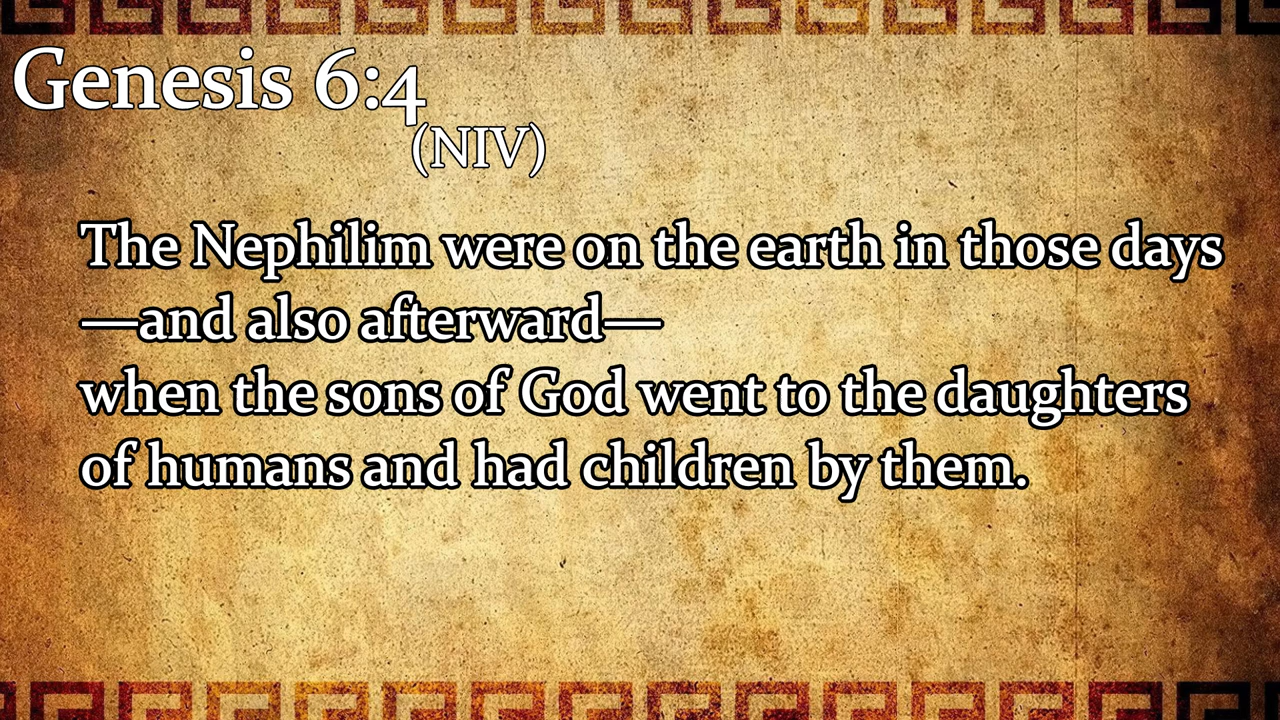 Genesis 6:4
(NIV)
The Nephilim were on the earth in those days
—and also afterward—
when the sons of God went to the daughters
of humans and had children by them.